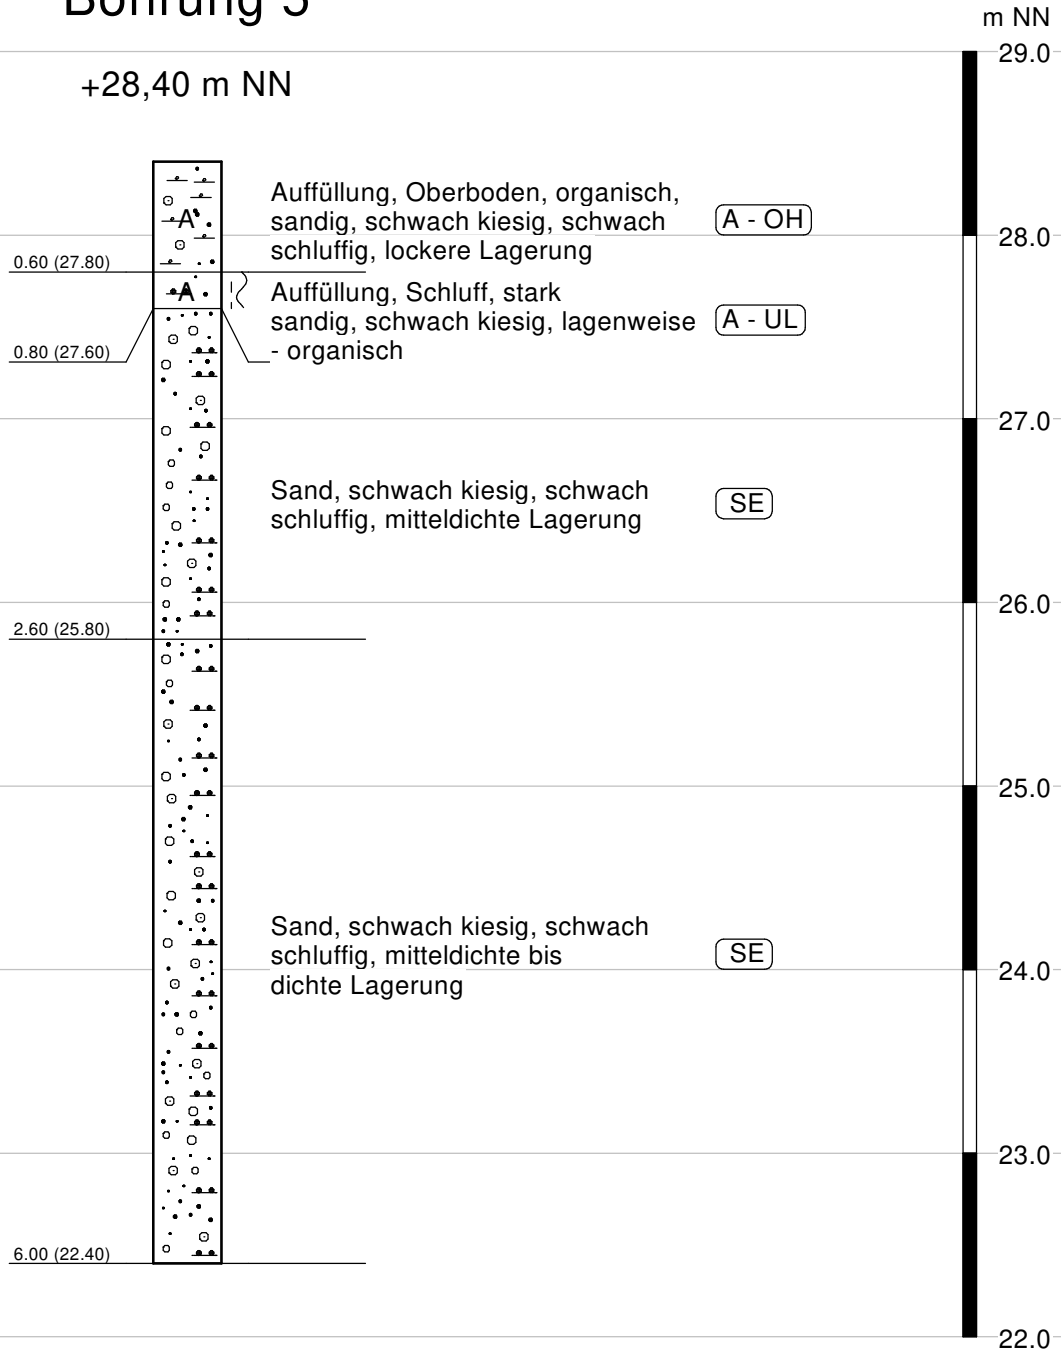 Bohrung 3
m NN
29.0
+28,40 m NN
Auffüllung, Oberboden, organisch,
sandig, schwach kiesig, schwach
schluffig, lockere Lagerung
A - OH
A
28.0
0.60 (27.80)
A
Auffüllung, Schluff, stark
sandig, schwach kiesig, lagenweise
- organisch
A - UL
0.80 (27.60)
27.0
Sand, schwach kiesig, schwach
schluffig, mitteldichte Lagerung
SE
26.0
2.60 (25.80)
25.0
Sand, schwach kiesig, schwach
schluffig, mitteldichte bis
dichte Lagerung
SE
24.0
23.0
6.00 (22.40)
22.0